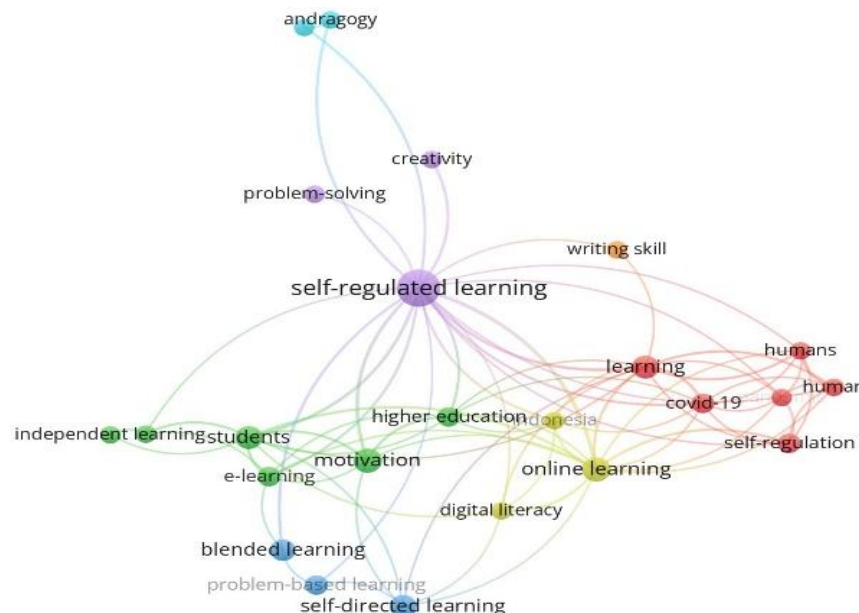 andragogy
creativity
problem-solving
writing skill
self-regulated learning
humans
learning
human
covid-19
higher education
indonesia
independent learning
students
self-regulation
motivation
online learning
e-learning
digital literacy
blended learning
problem-based learning
self-directed learning